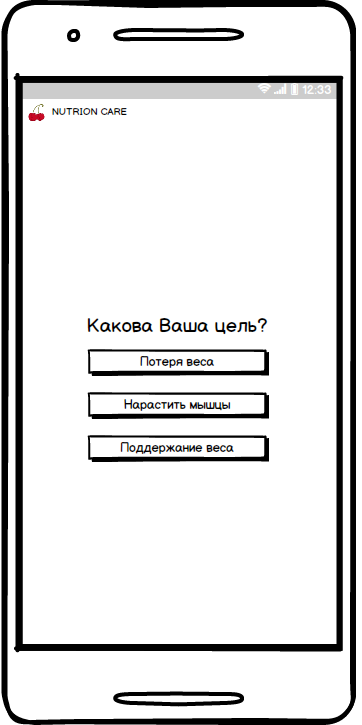 12:33
NUTRION CARE
Какова Ваша цель?
Потеря веса
Нарастить мышцы
Поддержание веса